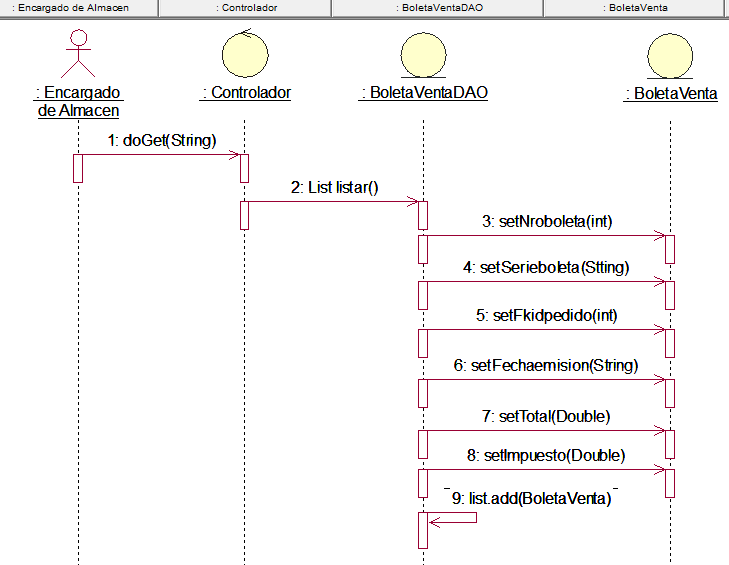 : Encargado de Almacen
: Controlador
: BoletaVentaDAO
: BoletaVenta
: Encargado
de Almacen
: Controlador
: BoletaVentaDAO
: BoletaVenta
1: doGet(String)
2: List listar()
3: setNroboleta(int)
4: setSerieboleta(Stting)
5: setFkidpedido(int)
6: setFechaemision(String)
7: setTotal(Double)
8: setImpuesto(Double)
9: list.add(BoletaVenta)